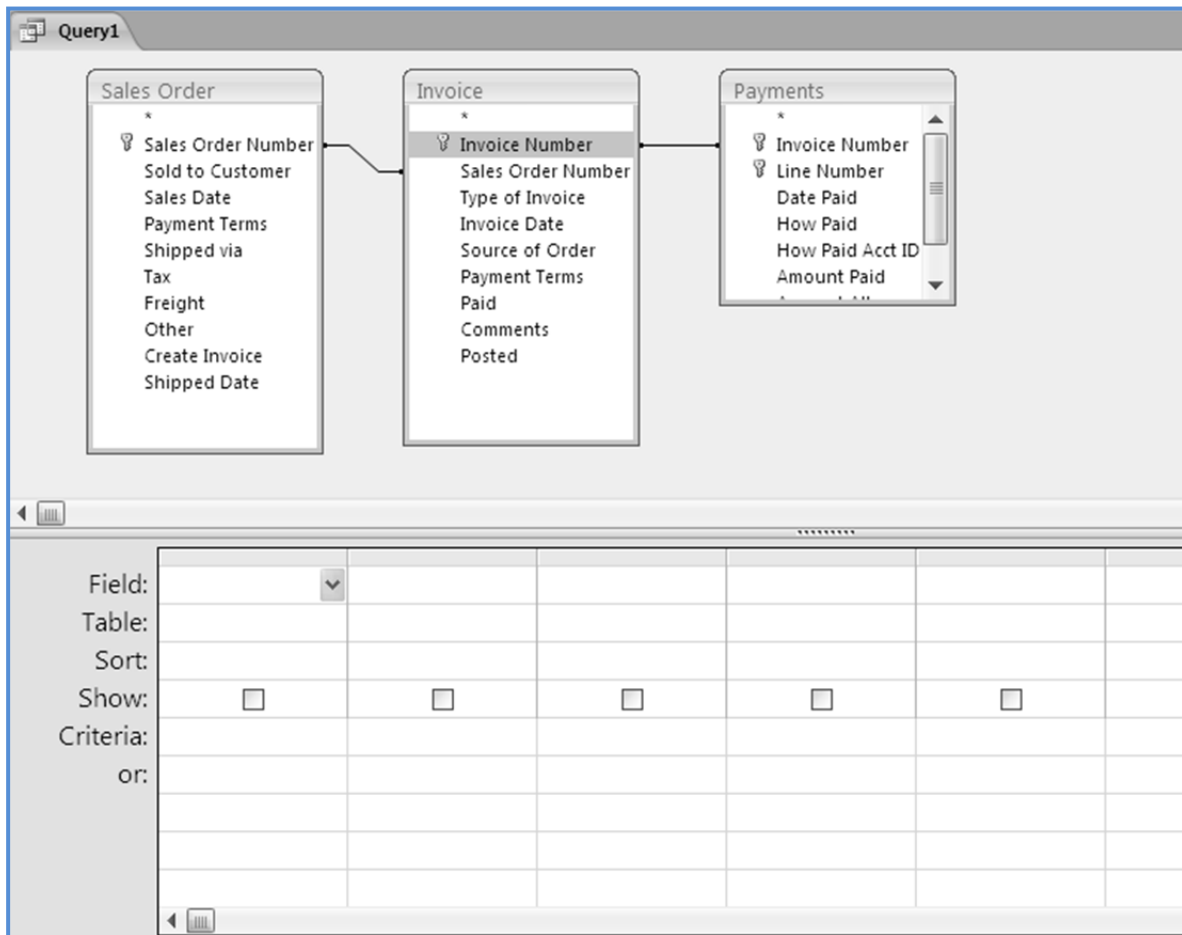 Query1
Sales Order
*
Sales Order Number
Sold to Customer
Sales Date
Payment Terms
Shipped via
Tax
Freight
Other
Create Invoice
Shipped Date
Invoice
*
Invoice Number
Sales Order Number
Type of Invoice
Invoice Date
Source of Order
Payment Terms
Paid
Comments
Posted
Payments
*
Invoice Number
Line Number
Date Paid
How Paid
How Paid Acct ID
Amount Paid
Field:
Table:
Sort:
Show:
Criteria:
or: